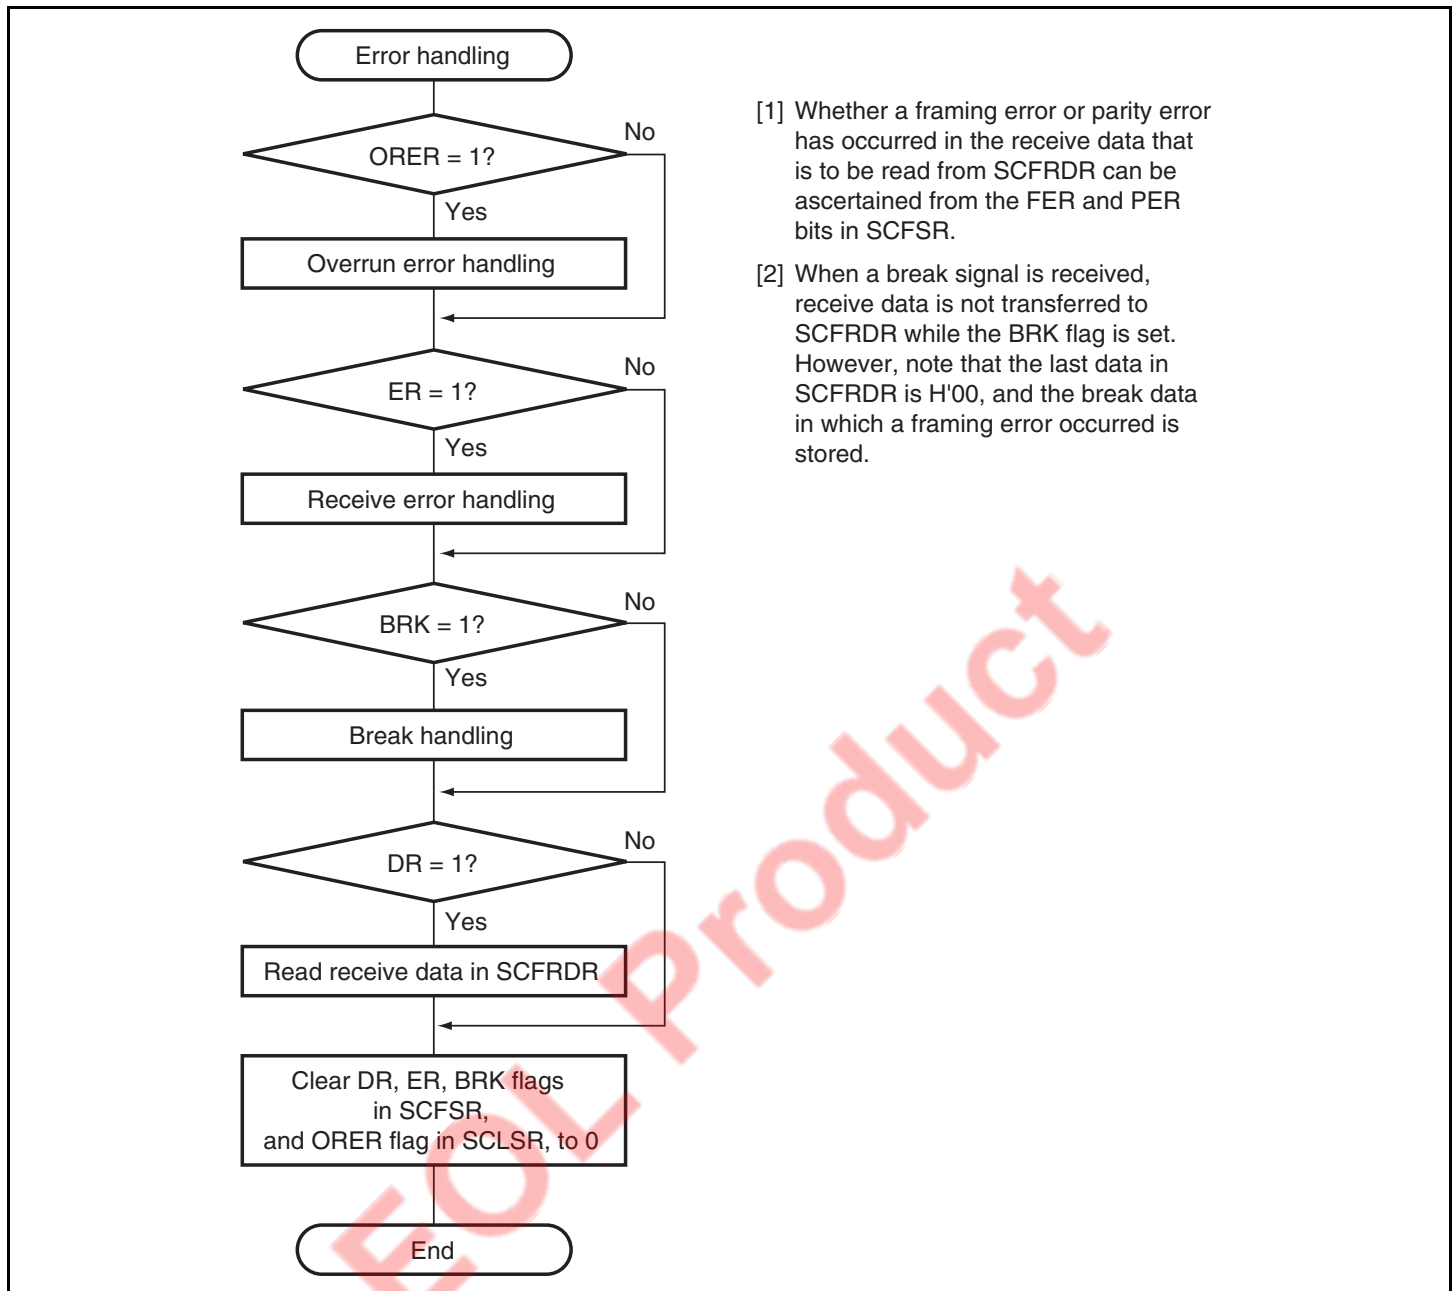 Error handling
ORER = 1?
No
Yes
Overrun error handling
ER = 1?
No
Yes
Receive error handling
BRK = 1?
No
Yes
Break handling
DR = 1?
No
Yes
Read receive data in SCFRDR
Clear DR, ER, BRK flags
in SCFSR,
and ORER flag in SCLSR, to 0
End
[1] Whether a framing error or parity error
has occurred in the receive data that
is to be read from SCFRDR can be
ascertained from the FER and PER
bits in SCFSR.
[2] When a break signal is received,
receive data is not transferred to
SCFRDR while the BRK flag is set.
However, note that the last data in
SCFRDR is H'00, and the break data
in which a framing error occurred is
stored.
EOL Product